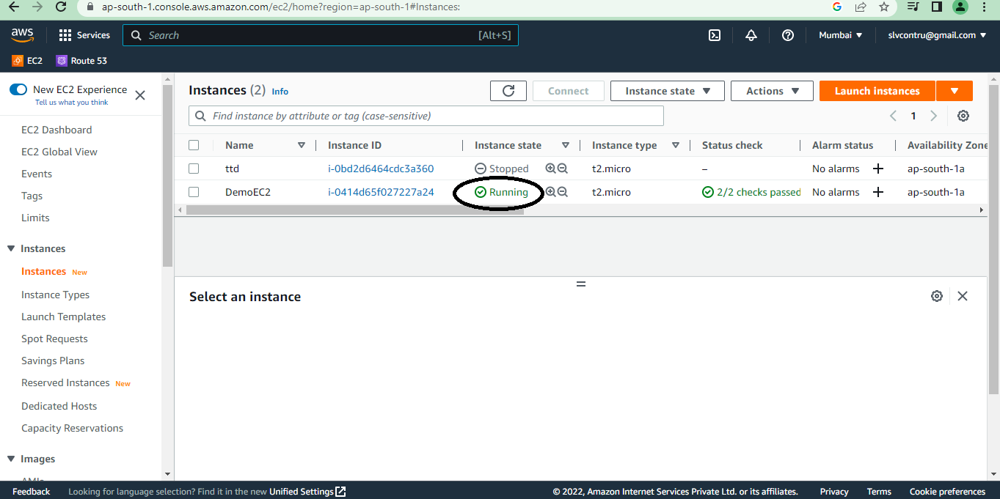 ap-south-1.console.aws.amazon.com/ec2/home?region=ap-south-1#Instances:
aws Services Search [Alt+S] Mumbai ▼ slvcontru@gmail.com ▼
EC2 Route 53
New EC2 Experience
Tell us what you think
EC2 Dashboard
EC2 Global View
Events
Tags
Limits
Instances
Instances New
Instance Types
Launch Templates
Spot Requests
Savings Plans
Reserved Instances New
Dedicated Hosts
Capacity Reservations
Images
Instances (2) Info
Connect Instance state ▼ Actions ▼ Launch instances ▼
Find instance by attribute or tag (case-sensitive)
1
Name Instance ID Instance state Instance type Status check Alarm status Availability Zone
ttd i-0bd2d6464cdc3a360 Stopped t2.micro – No alarms + ap-south-1a
DemoEC2 i-0414d65f027227a24 Running t2.micro 2/2 checks passed No alarms + ap-south-1a
Select an instance
Feedback Looking for language selection? Find it in the new Unified Settings © 2022, Amazon Internet Services Private Ltd. or its affiliates. Privacy Terms Cookie preferences